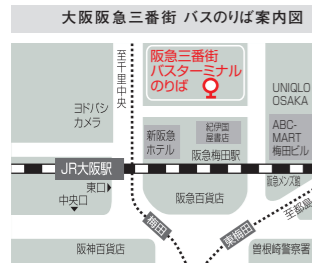 大阪阪急三番街 バスのりば案内図
至千里中央
阪急三番街
バスターミナル
のりば
UNIQLO
OSAKA
ヨドバシ
カメラ
新阪急
ホテル
紀伊国
屋書店
ABC-
MART
梅田ビル
阪急梅田駅
JR大阪駅
東口
中央口
阪急百貨店
阪急メンズ館
至都島
梅田
東梅田
阪神百貨店
曽根崎警察署